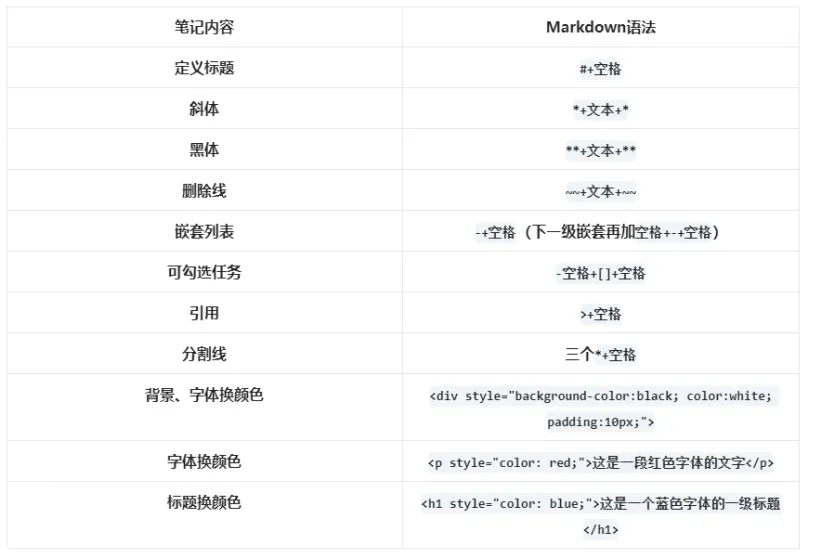 笔记内容 Markdown语法
定义标题 #+空格
斜体 *+文本+*
黑体 **+文本+**
删除线 ~~+文本+~~
嵌套列表 -+空格（下一级嵌套再加空格+-+空格）
可勾选任务 -空格+[]+空格
引用 >+空格
分割线 三个*+空格
背景、字体换颜色 <div style="background-color:black; color:white;
padding:10px;">
字体换颜色 <p style="color: red;">这是一段红色字体的文字</p>
标题换颜色 <h1 style="color: blue;">这是一个蓝色字体的一级标题
</h1>